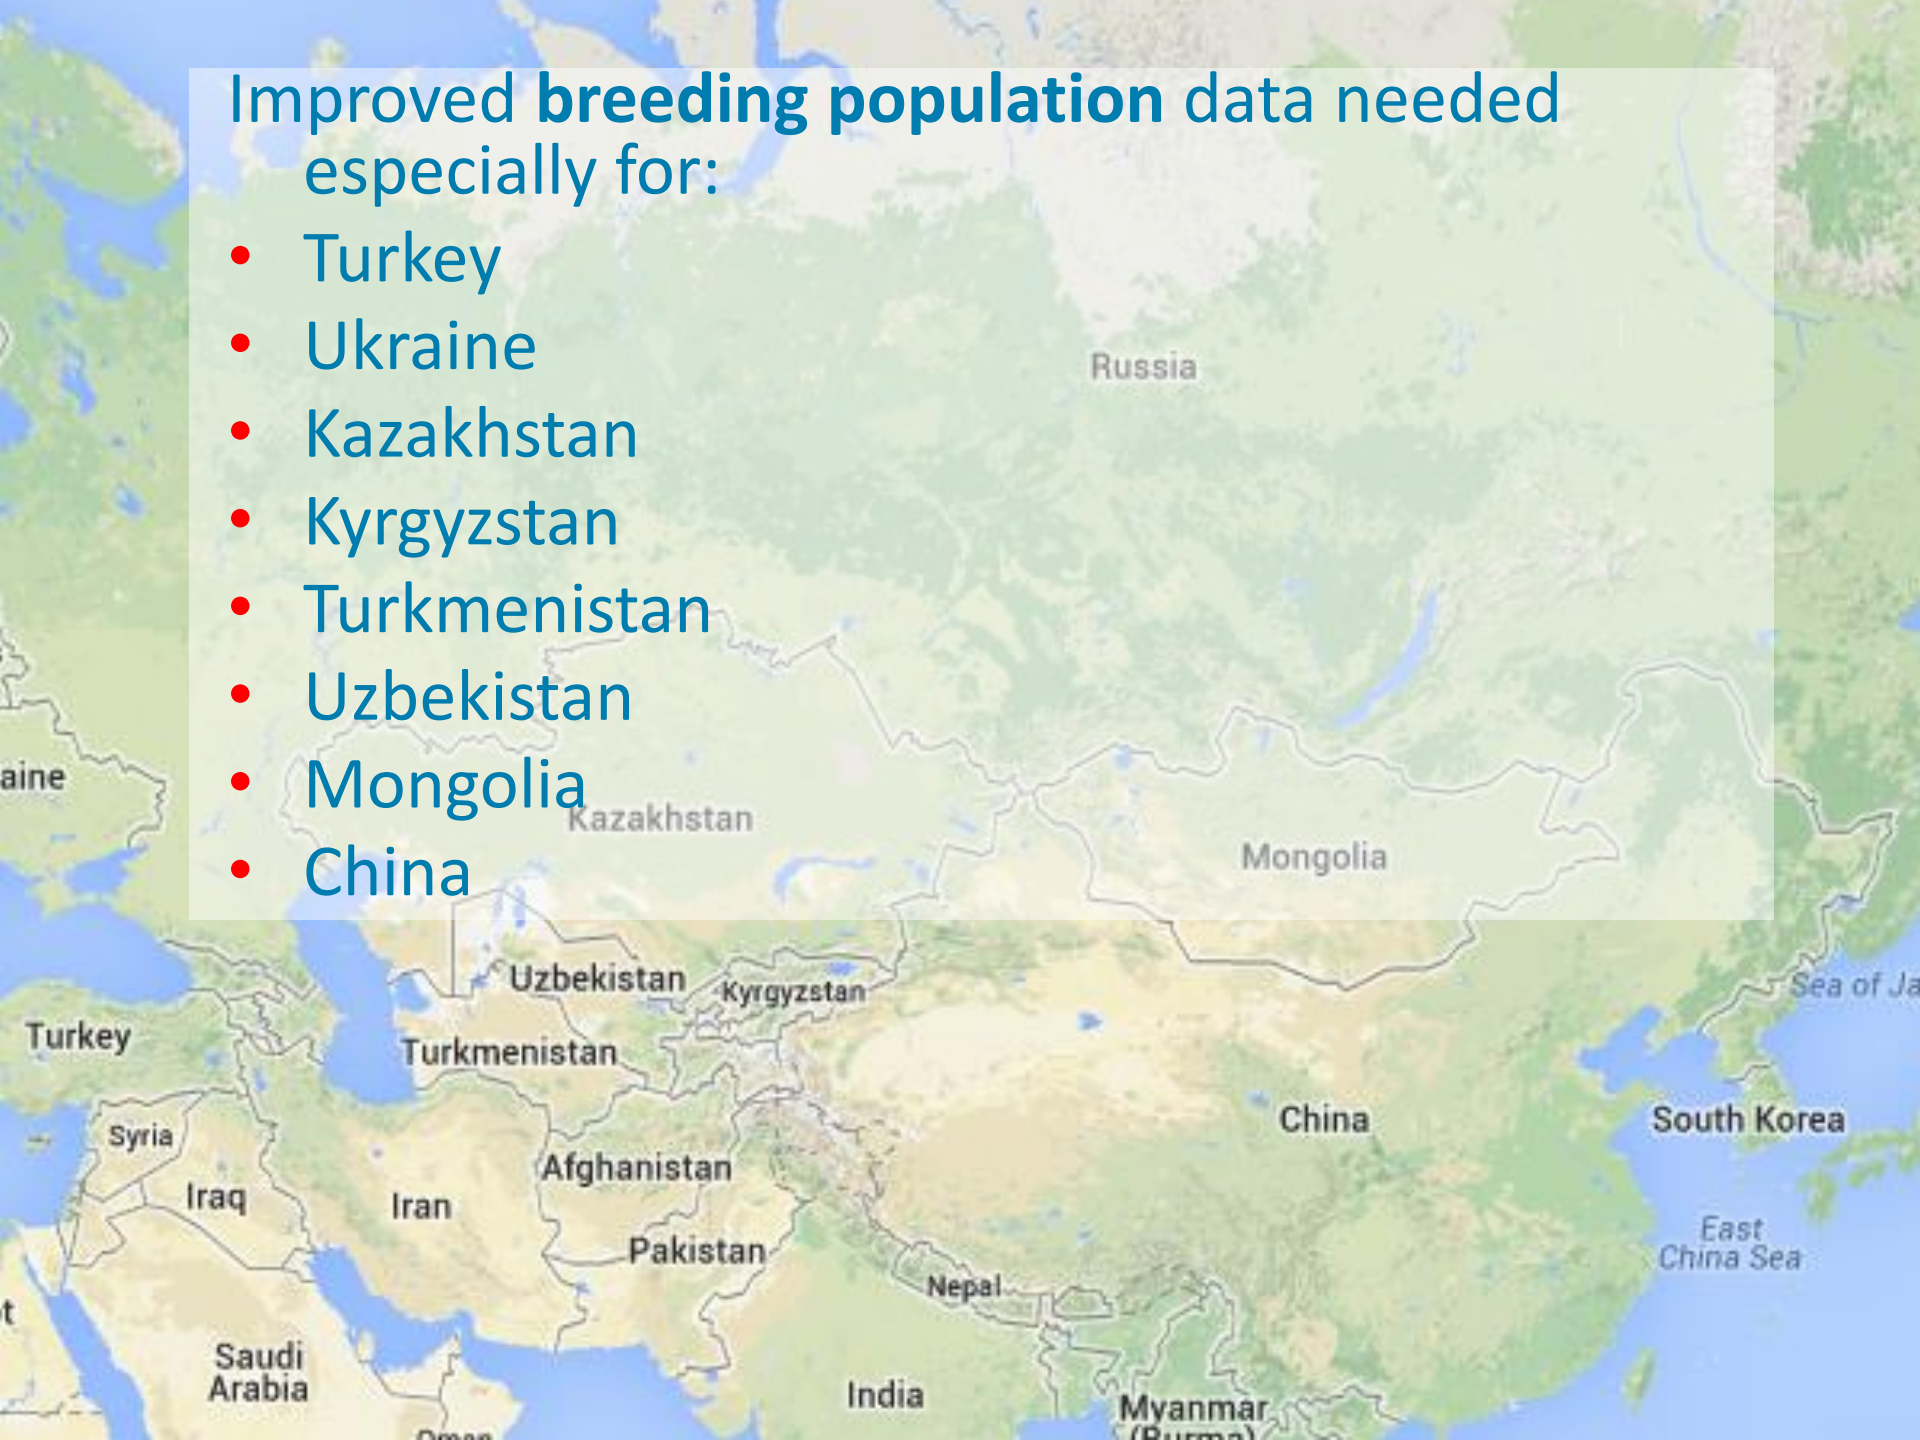 Improved breeding population data needed
especially for:
• Turkey
• Ukraine
• Kazakhstan
• Kyrgyzstan
• Turkmenistan
• Uzbekistan
• Mongolia
• China
Russia
aine
Kazakhstan
Mongolia
Uzbekistan
Kyrgyzstan
Sea of Ja
Turkey
Turkmenistan
China
South Korea
Syria
Afghanistan
Iraq
Iran
Pakistan
East
China Sea
Nepal
t
Saudi
Arabia
India
Myanmar
(Burma)
Oman